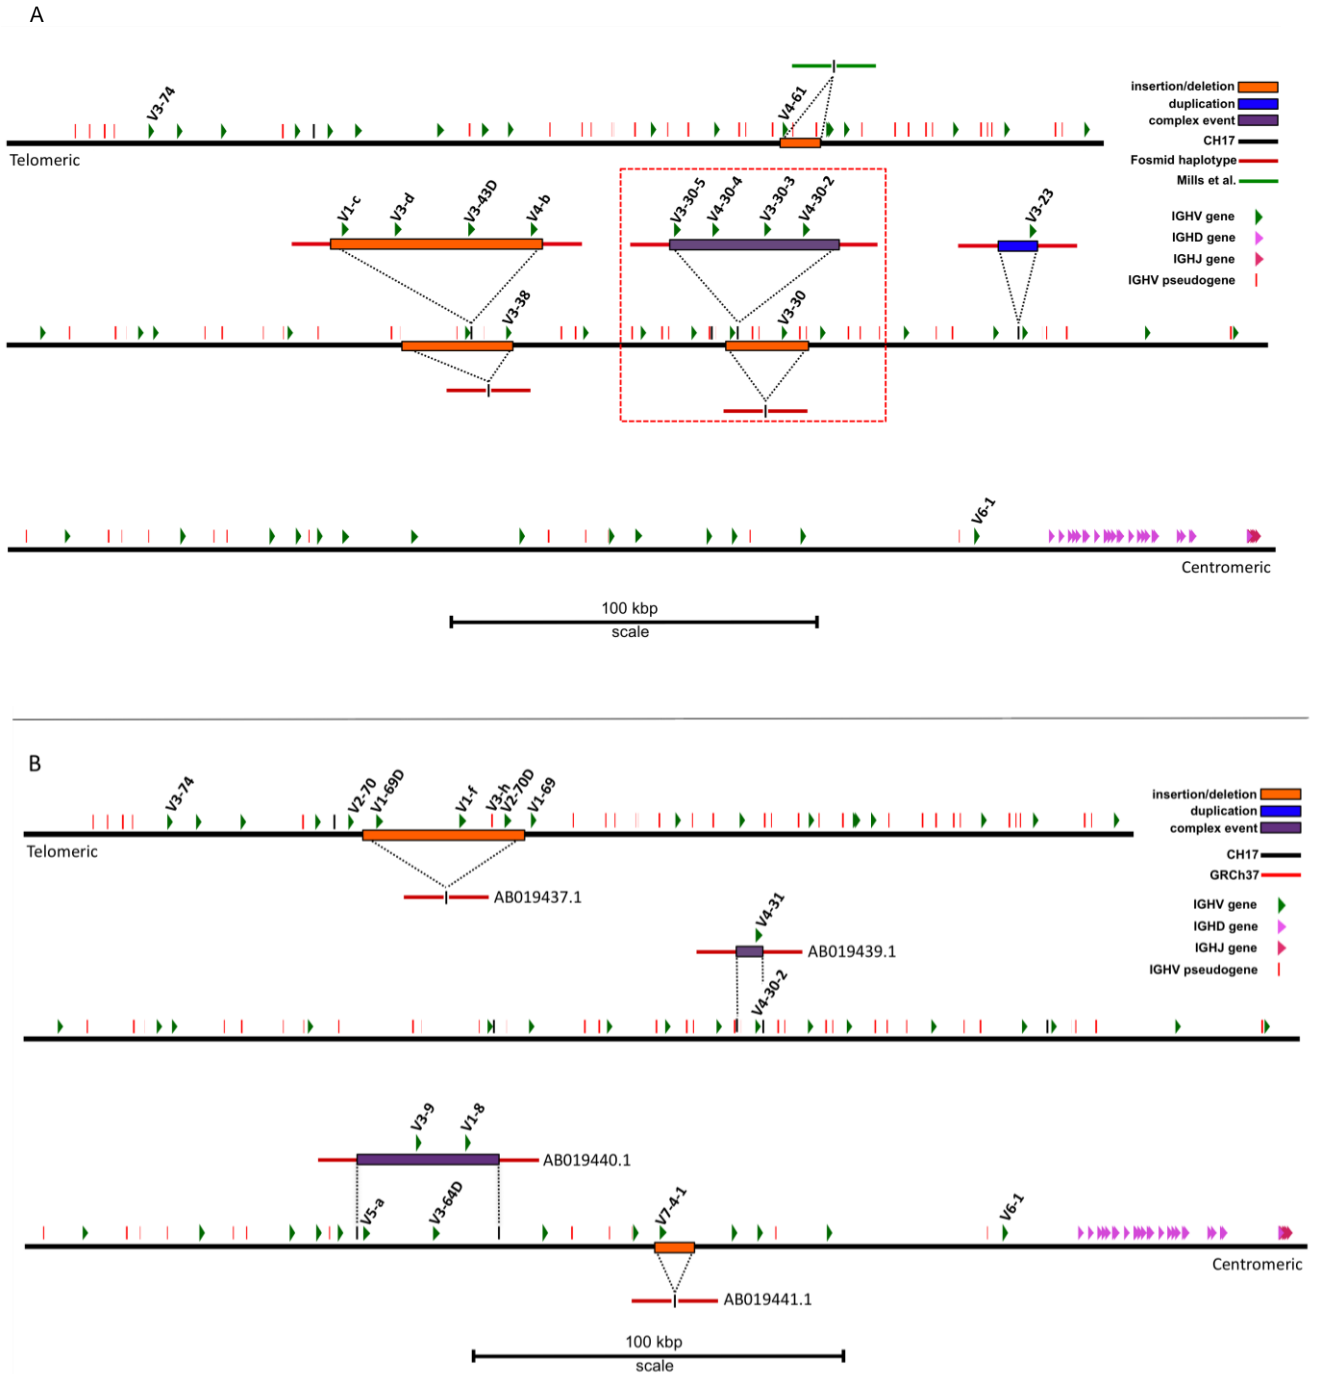 A
V3-74
V4-61
insertion/deletion
duplication
complex event
CH17
Fosmid haplotype
Mills et al.
IGHV gene
IGHD gene
IGHJ gene
IGHV pseudogene
Telomeric
V1-c
V3-d
V3-43D
V4-b
V3-30-5
V4-30-4
V3-30-3
V4-30-2
V3-23
V3-38
V3-30
V6-1
Centromeric
100 kbp
scale
B
V3-74
V2-70
V1-69D
V1-f
V3-h
V2-70D
V1-69
insertion/deletion
duplication
complex event
CH17
GRCh37
IGHV gene
IGHD gene
IGHJ gene
IGHV pseudogene
Telomeric
AB019437.1
V4-31
AB019439.1
V4-30-2
V3-9
V1-8
AB019440.1
V5-a
V3-64D
V7-4-1
V6-1
Centromeric
AB019441.1
100 kbp
scale